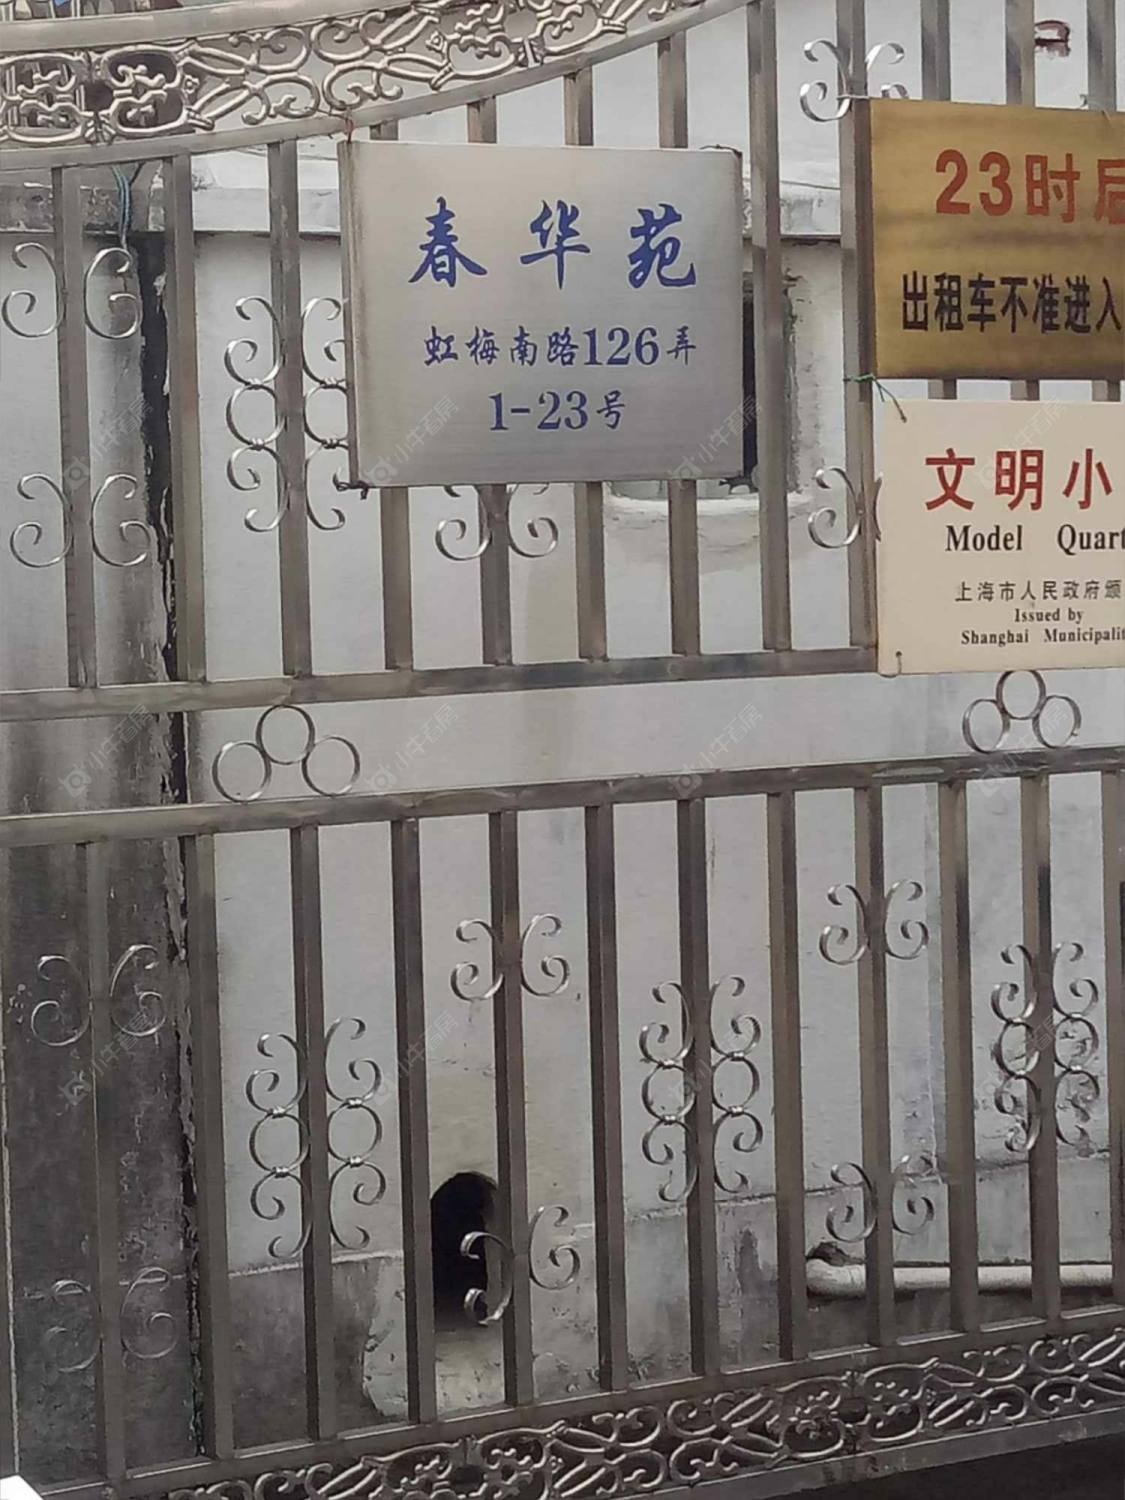 春华苑
虹梅南路126弄
1-23号
23时后
出租车不准进入
文明小
Model Quart
上海市人民政府颁
Issued by
Shanghai Municipalit